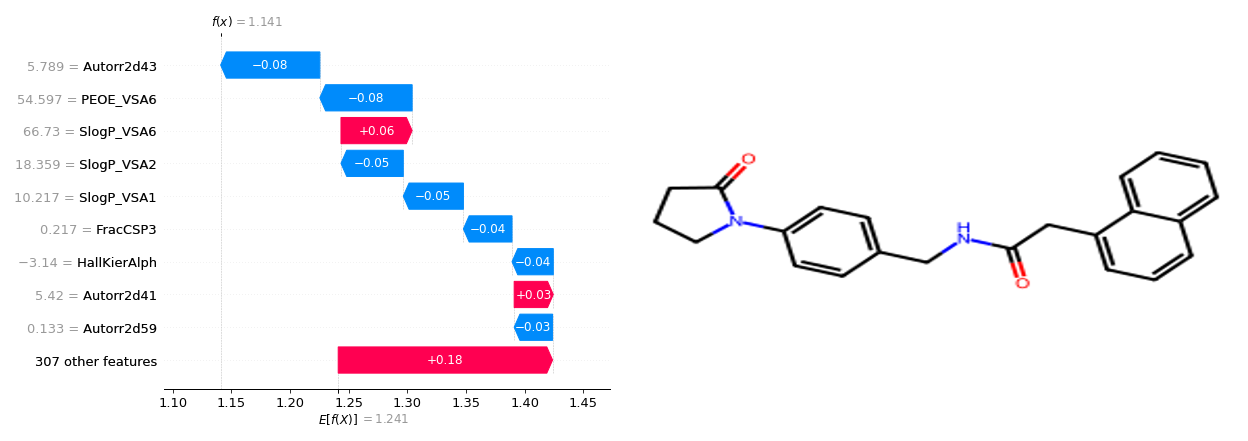 f(x) = 1.141
5.789 = Autorr2d43
−0.08
54.597 = PEOE_VSA6
−0.08
66.73 = SlogP_VSA6
+0.06
18.359 = SlogP_VSA2
−0.05
10.217 = SlogP_VSA1
−0.05
0.217 = FracCSP3
−0.04
−3.14 = HallKierAlph
−0.04
5.42 = Autorr2d41
+0.03
0.133 = Autorr2d59
−0.03
307 other features
+0.18
1.10 1.15 1.20 1.25 1.30 1.35 1.40 1.45
E[f(X)] = 1.241
O
N
H
N
O